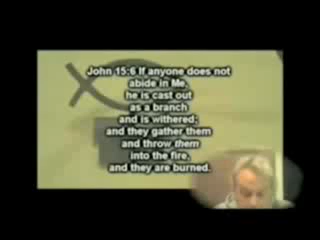 John 15:6 If anyone does not
abide in Me,
he is cast out
as a branch
and is withered;
and they gather them
and throw them
into the fire,
and they are burned.